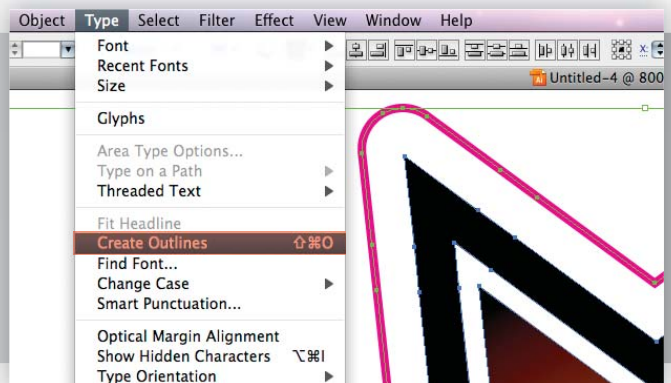 Object Type Select Filter Effect View Window Help
Font
Recent Fonts
Size
Untitled-4 @ 800
Glyphs
Area Type Options...
Type on a Path
Threaded Text
Fit Headline
Create Outlines ⇧⌘O
Find Font...
Change Case
Smart Punctuation...
Optical Margin Alignment
Show Hidden Characters ⌥⌘I
Type Orientation